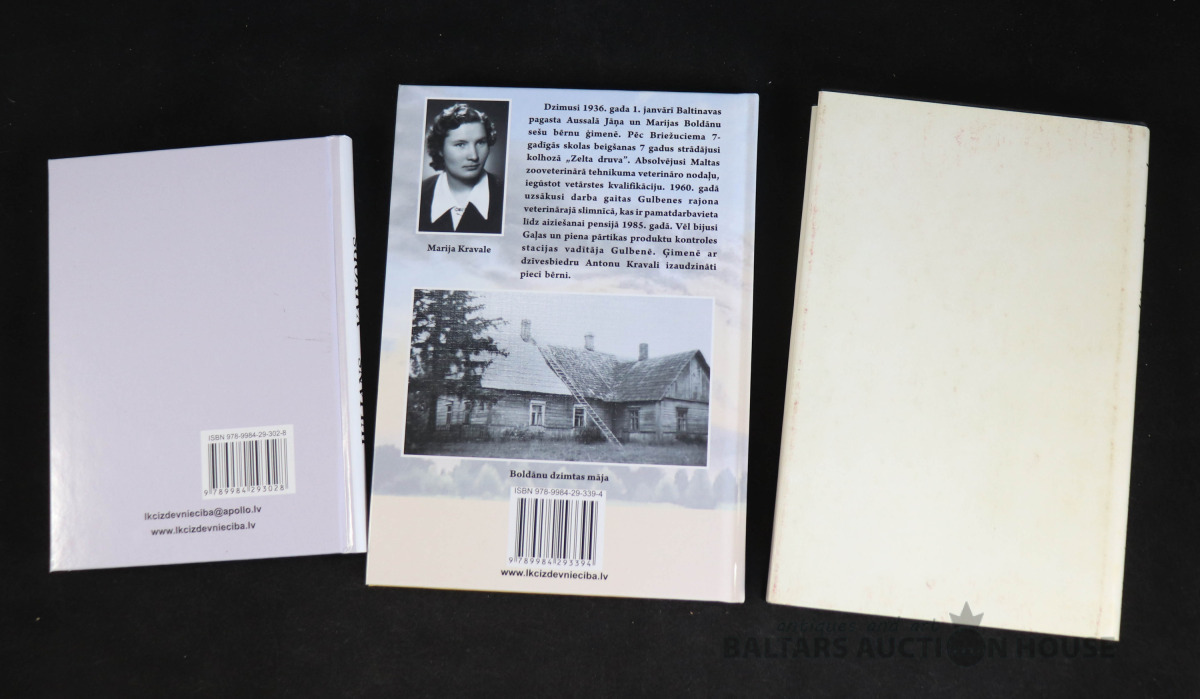 ISBN 978-9984-29-302-8
9 789984 293028
lkcizdevnieciba@apollo.lv
www.lkcizdevnieciba.lv
Marija Kravale
Dzimusi 1936. gada 1. janvārī Baltinavas
pagasta Aussalā Jāņa un Marijas Boldānu
sešu bērnu ģimenē. Pēc Briežuciema 7-
gadīgās skolas beigšanas 7 gadus strādājusi
kolhozā „Zelta druva”. Absolvējusi Maltas
zooveterinārā tehnikuma veterināro nodaļu,
iegūstot vetārstes kvalifikāciju. 1960. gadā
uzsākusi darba gaitas Gulbenes rajona
veterinārajā slimnīcā, kas ir pamatdarbavieta
līdz aiziešanai pensijā 1985. gadā. Vēl bijusi
Gaļas un piena pārtikas produktu kontroles
stacijas vadītāja Gulbenē. Ģimenē ar
dzīvesbiedru Antonu Kravali izaudzināti
pieci bērni.
Boldānu dzimtas māja
ISBN 978-9984-29-339-4
9 789984 293394
www.lkcizdevnieciba.lv
BALTARS AUCTION HOUSE